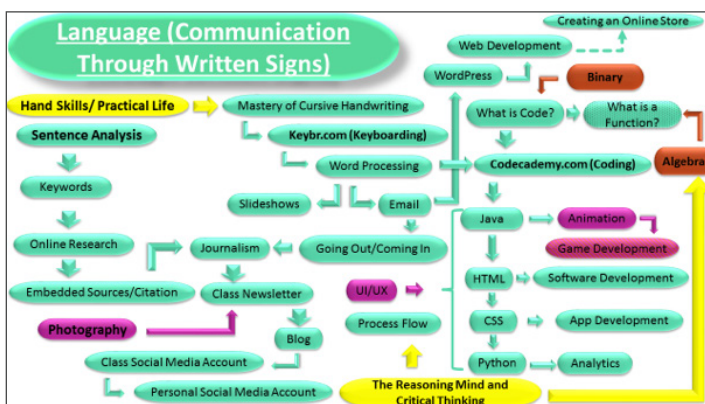 Language (Communication
Through Written Signs)
Creating an Online Store
Web Development
WordPress
Binary
Hand Skills/ Practical Life
Mastery of Cursive Handwriting
What is Code?
What is a
Function?
Sentence Analysis
Keybr.com (Keyboarding)
Word Processing
Codecademy.com (Coding)
Algebra
Keywords
Slideshows
Email
Java
Animation
Online Research
Journalism
Going Out/Coming In
Game Development
HTML
Software Development
Embedded Sources/Citation
Class Newsletter
UI/UX
CSS
App Development
Photography
Process Flow
Blog
Class Social Media Account
Python
Analytics
Personal Social Media Account
The Reasoning Mind and
Critical Thinking